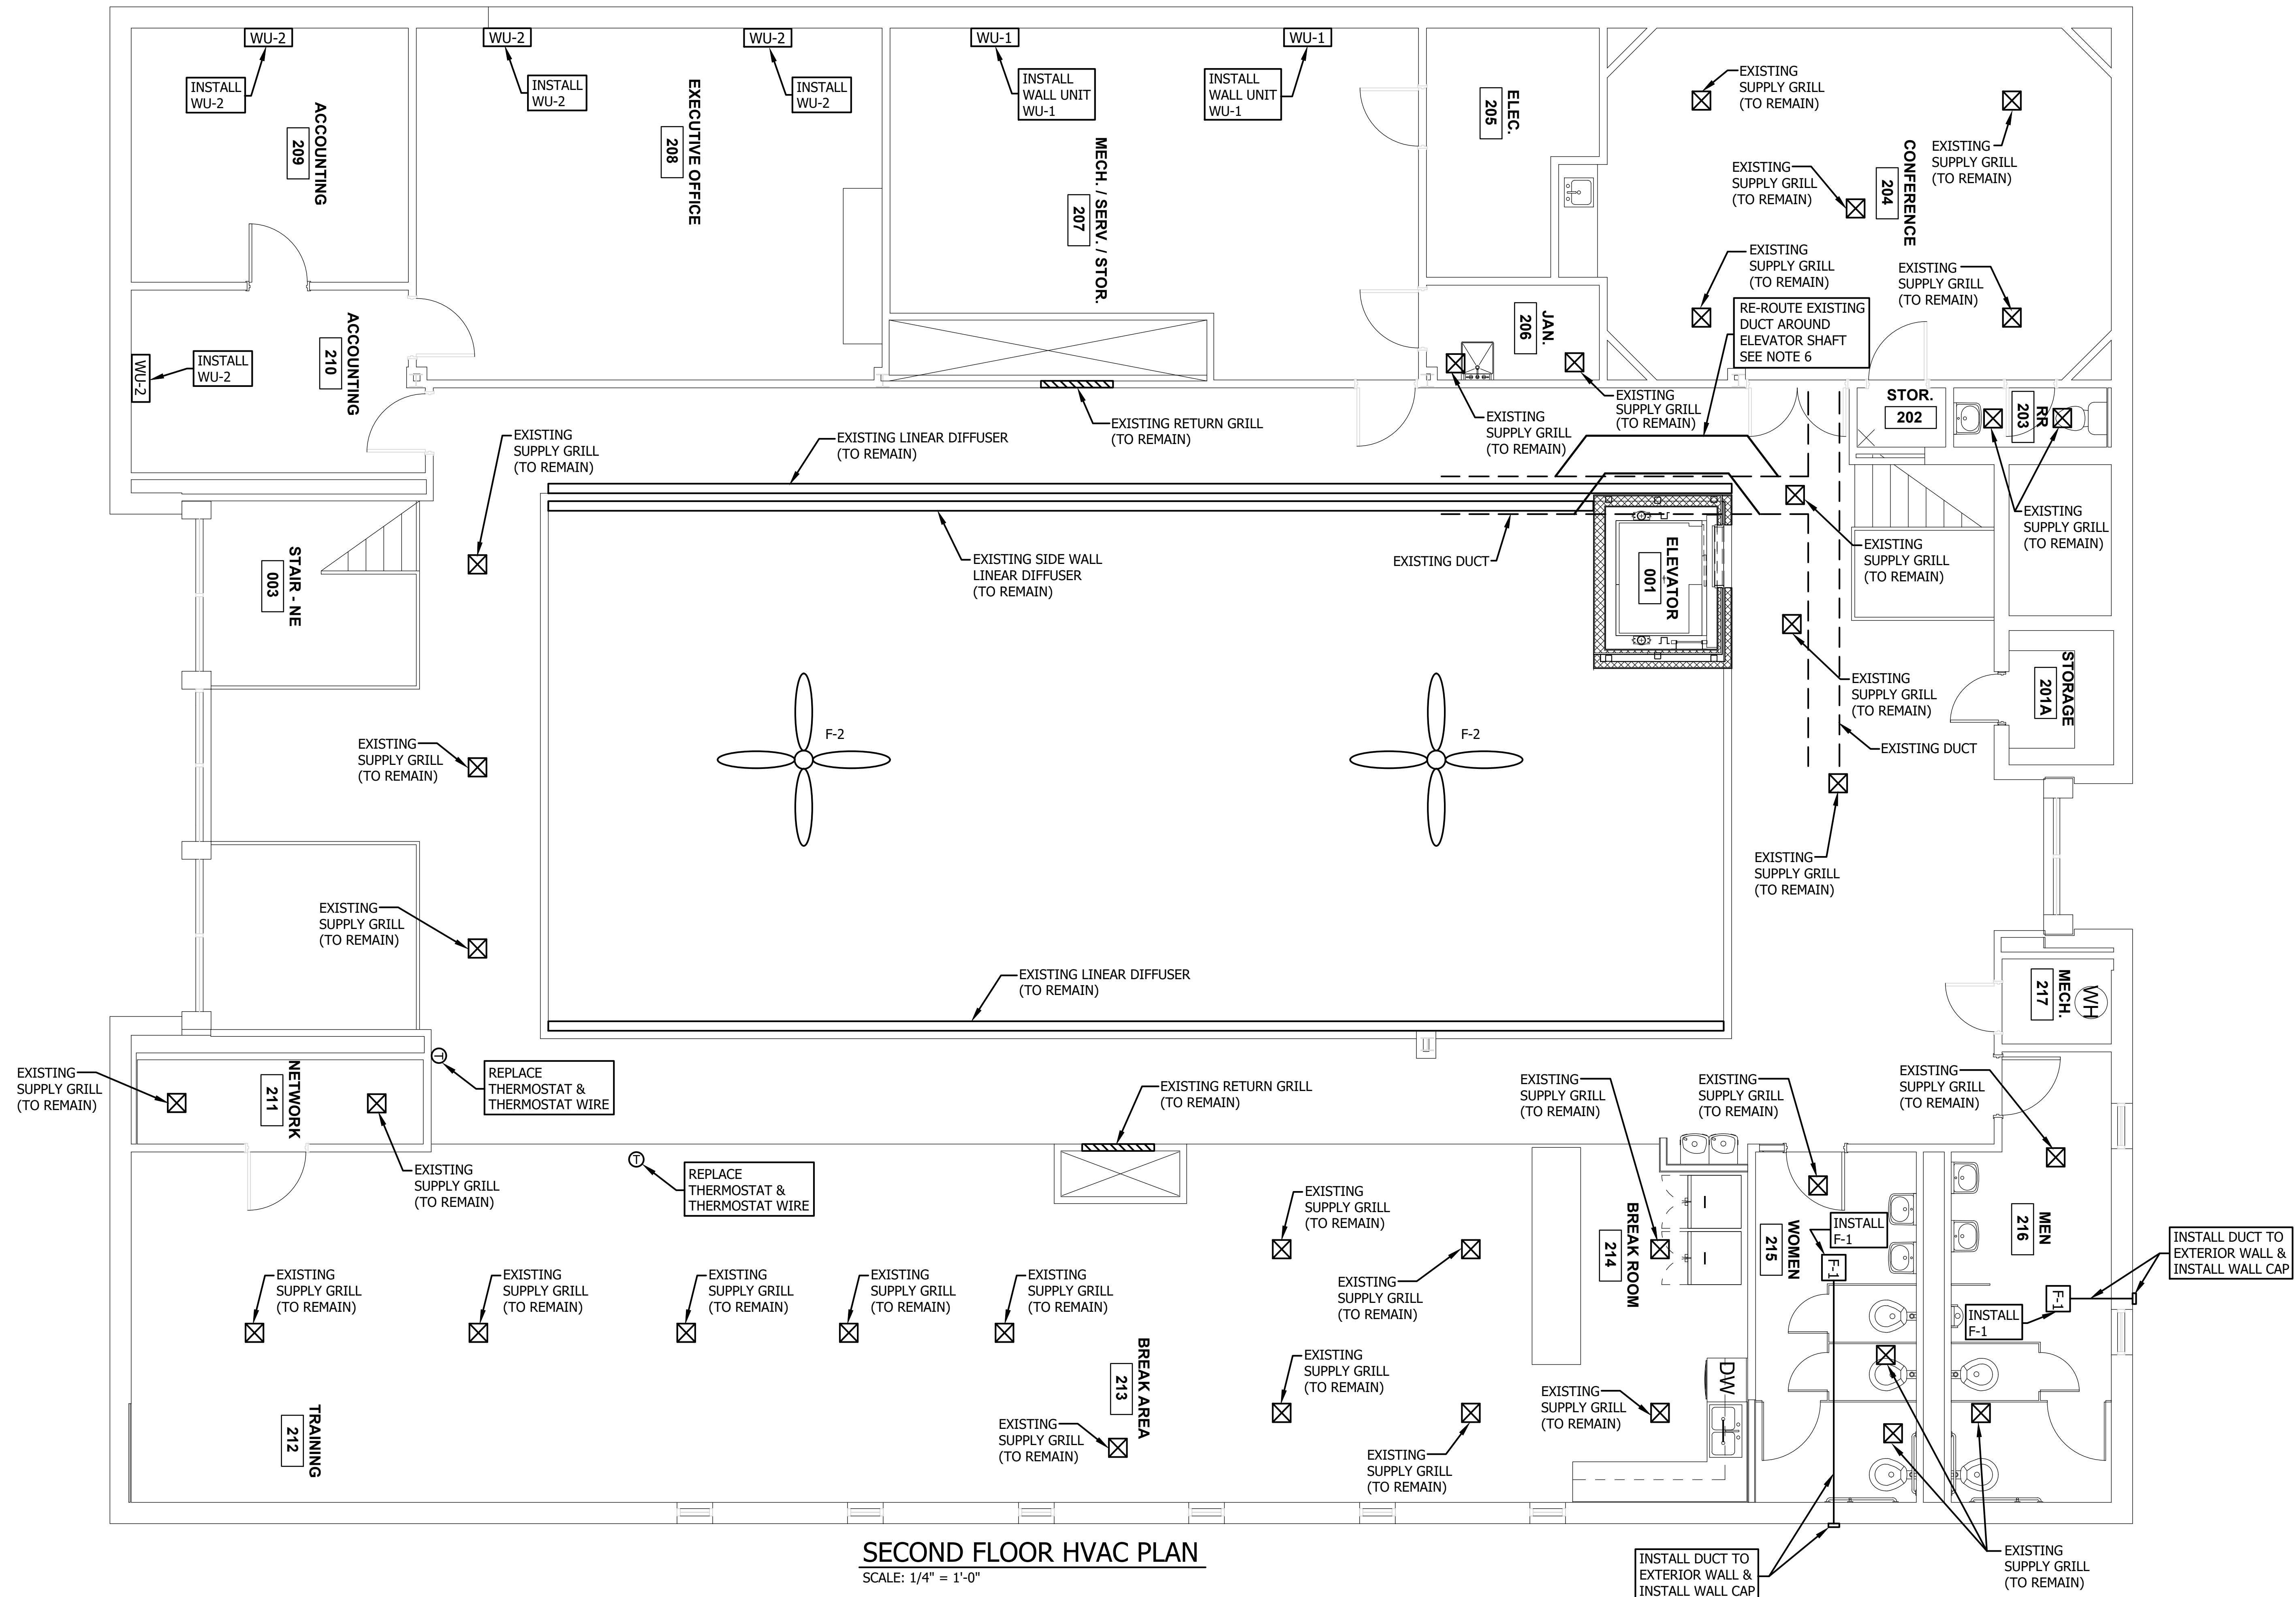 WU-2
WU-2
WU-2
WU-1
WU-1
INSTALL
WU-2
INSTALL
WU-2
INSTALL
WU-2
INSTALL
WALL UNIT
WU-1
INSTALL
WALL UNIT
WU-1
ACCOUNTING
209
EXECUTIVE OFFICE
208
MECH. / SERV. / STOR.
207
ELEC.
205
EXISTING
SUPPLY GRILL
(TO REMAIN)
EXISTING
SUPPLY GRILL
(TO REMAIN)
EXISTING
SUPPLY GRILL
(TO REMAIN)
CONFERENCE
204
EXISTING
SUPPLY GRILL
(TO REMAIN)
EXISTING
SUPPLY GRILL
(TO REMAIN)
RE-ROUTE EXISTING
DUCT AROUND
ELEVATOR SHAFT
SEE NOTE 6
ACCOUNTING
210
WU-2
INSTALL
WU-2
JAN.
206
EXISTING
SUPPLY GRILL
(TO REMAIN)
EXISTING
SUPPLY GRILL
(TO REMAIN)
STOR.
202
RR
203
EXISTING RETURN GRILL
(TO REMAIN)
EXISTING LINEAR DIFFUSER
(TO REMAIN)
EXISTING
SUPPLY GRILL
(TO REMAIN)
EXISTING
SUPPLY GRILL
(TO REMAIN)
EXISTING
SUPPLY GRILL
(TO REMAIN)
STAIR - NE
003
EXISTING SIDE WALL
LINEAR DIFFUSER
(TO REMAIN)
EXISTING DUCT
ELEVATOR
001
STORAGE
201A
EXISTING
SUPPLY GRILL
(TO REMAIN)
EXISTING DUCT
F-2
F-2
EXISTING
SUPPLY GRILL
(TO REMAIN)
EXISTING
SUPPLY GRILL
(TO REMAIN)
EXISTING
SUPPLY GRILL
(TO REMAIN)
EXISTING LINEAR DIFFUSER
(TO REMAIN)
MECH.
217
WH
EXISTING
SUPPLY GRILL
(TO REMAIN)
NETWORK
211
T
REPLACE
THERMOSTAT &
THERMOSTAT WIRE
EXISTING RETURN GRILL
(TO REMAIN)
EXISTING
SUPPLY GRILL
(TO REMAIN)
EXISTING
SUPPLY GRILL
(TO REMAIN)
EXISTING
SUPPLY GRILL
(TO REMAIN)
EXISTING
SUPPLY GRILL
(TO REMAIN)
T
REPLACE
THERMOSTAT &
THERMOSTAT WIRE
EXISTING
SUPPLY GRILL
(TO REMAIN)
BREAK ROOM
214
WOMEN
215
INSTALL
F-1
F-1
MEN
216
F-1
INSTALL
F-1
INSTALL DUCT TO
EXTERIOR WALL &
INSTALL WALL CAP
EXISTING
SUPPLY GRILL
(TO REMAIN)
EXISTING
SUPPLY GRILL
(TO REMAIN)
EXISTING
SUPPLY GRILL
(TO REMAIN)
EXISTING
SUPPLY GRILL
(TO REMAIN)
EXISTING
SUPPLY GRILL
(TO REMAIN)
EXISTING
SUPPLY GRILL
(TO REMAIN)
BREAK AREA
213
EXISTING
SUPPLY GRILL
(TO REMAIN)
EXISTING
SUPPLY GRILL
(TO REMAIN)
DW
TRAINING
212
EXISTING
SUPPLY GRILL
(TO REMAIN)
EXISTING
SUPPLY GRILL
(TO REMAIN)
SECOND FLOOR HVAC PLAN
SCALE: 1/4" = 1'-0"
INSTALL DUCT TO
EXTERIOR WALL &
INSTALL WALL CAP
EXISTING
SUPPLY GRILL
(TO REMAIN)